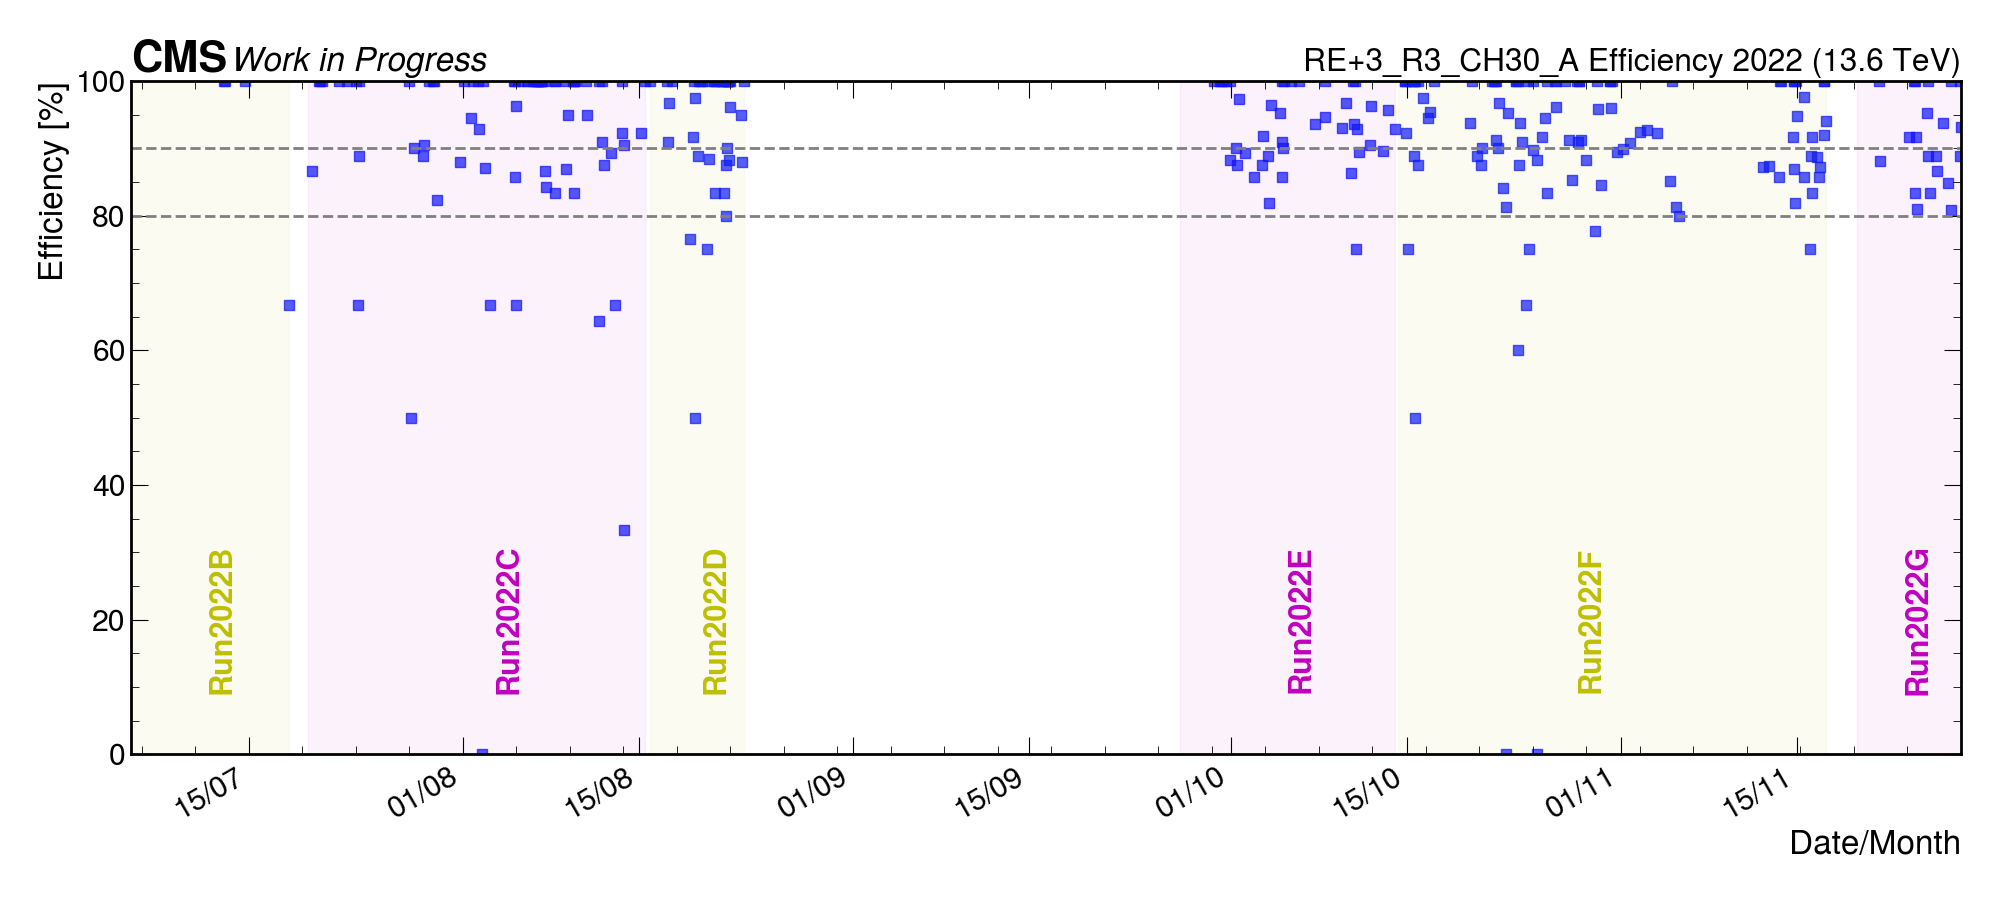 CMS Work in Progress
RE+3_R3_CH30_A Efficiency 2022 (13.6 TeV)
Efficiency [%]
100
80
60
40
20
0
Run2022B
Run2022C
Run2022D
Run2022E
Run2022F
Run2022G
15/07
01/08
15/08
01/09
15/09
01/10
15/10
01/11
15/11
Date/Month